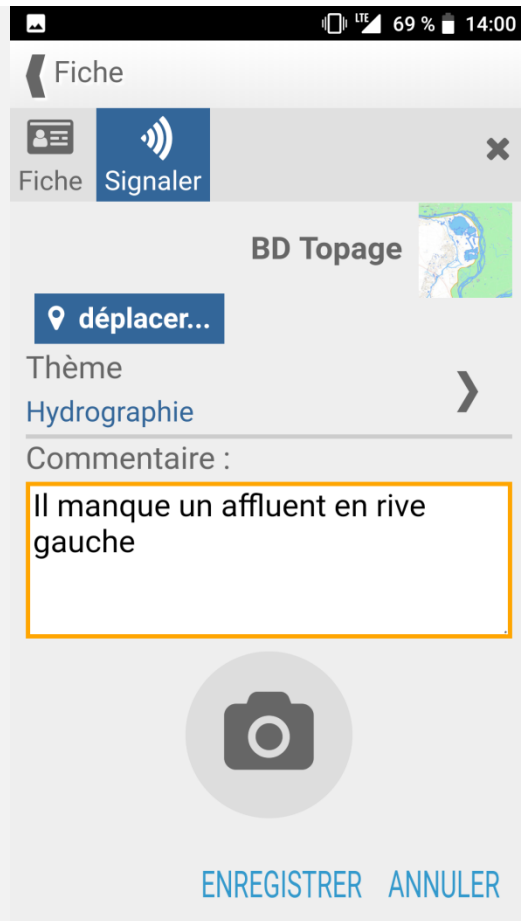 LTE 69 % 14:00
Fiche
Fiche Signaler
BD Topage
déplacer...
Thème
Hydrographie
Commentaire :
Il manque un affluent en rive
gauche
ENREGISTRER ANNULER